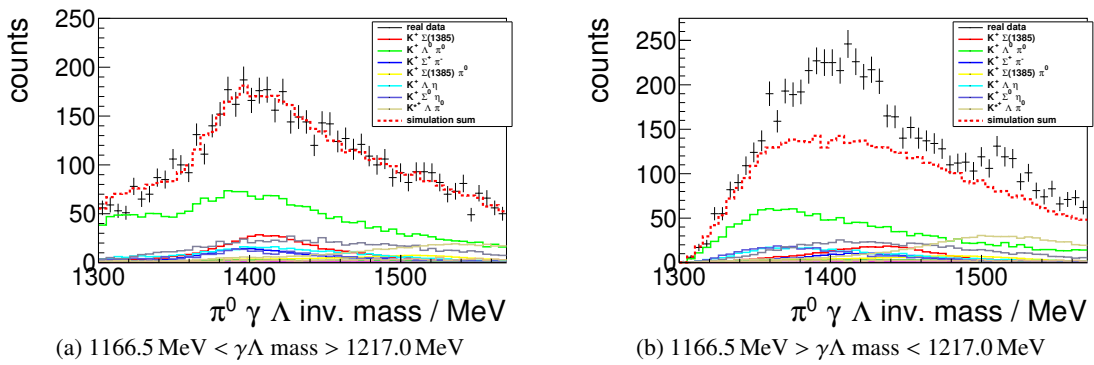 counts
250
200
150
100
50
0
1300
1400
1500
π⁰ γ Λ inv. mass / MeV
real data
K⁺ Σ(1385)
K⁺ Λ⁰ π⁰
K⁺ Σ⁺ π⁻
K⁺ Σ(1385) π⁰
K⁺ Λ η
K⁺ Σ⁰ η
K*⁺ Λ π⁰
simulation sum
(a) 1166.5 MeV < γΛ mass > 1217.0 MeV
counts
250
200
150
100
50
0
1300
1400
1500
π⁰ γ Λ inv. mass / MeV
real data
K⁺ Σ(1385)
K⁺ Λ⁰ π⁰
K⁺ Σ⁺ π⁻
K⁺ Σ(1385) π⁰
K⁺ Λ η
K⁺ Σ⁰ η
K*⁺ Λ π⁰
simulation sum
(b) 1166.5 MeV > γΛ mass < 1217.0 MeV